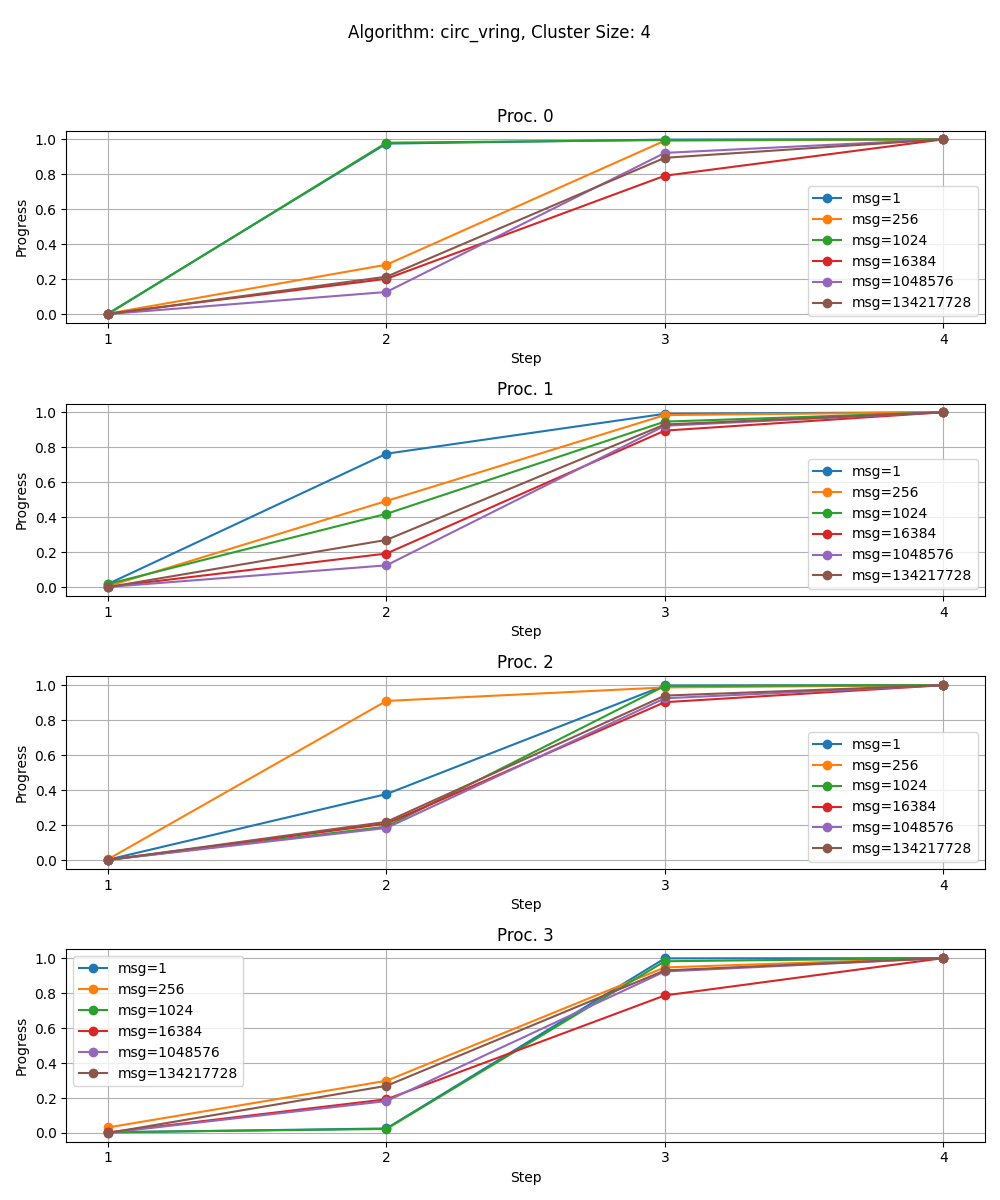 Algorithm: circ_vring, Cluster Size: 4
Proc. 0
1.0
0.8
0.6
0.4
0.2
0.0
Progress
msg=1
msg=256
msg=1024
msg=16384
msg=1048576
msg=134217728
1 2 3 4
Step
Proc. 1
1.0
0.8
0.6
0.4
0.2
0.0
Progress
msg=1
msg=256
msg=1024
msg=16384
msg=1048576
msg=134217728
1 2 3 4
Step
Proc. 2
1.0
0.8
0.6
0.4
0.2
0.0
Progress
msg=1
msg=256
msg=1024
msg=16384
msg=1048576
msg=134217728
1 2 3 4
Step
Proc. 3
1.0
0.8
0.6
0.4
0.2
0.0
Progress
msg=1
msg=256
msg=1024
msg=16384
msg=1048576
msg=134217728
1 2 3 4
Step